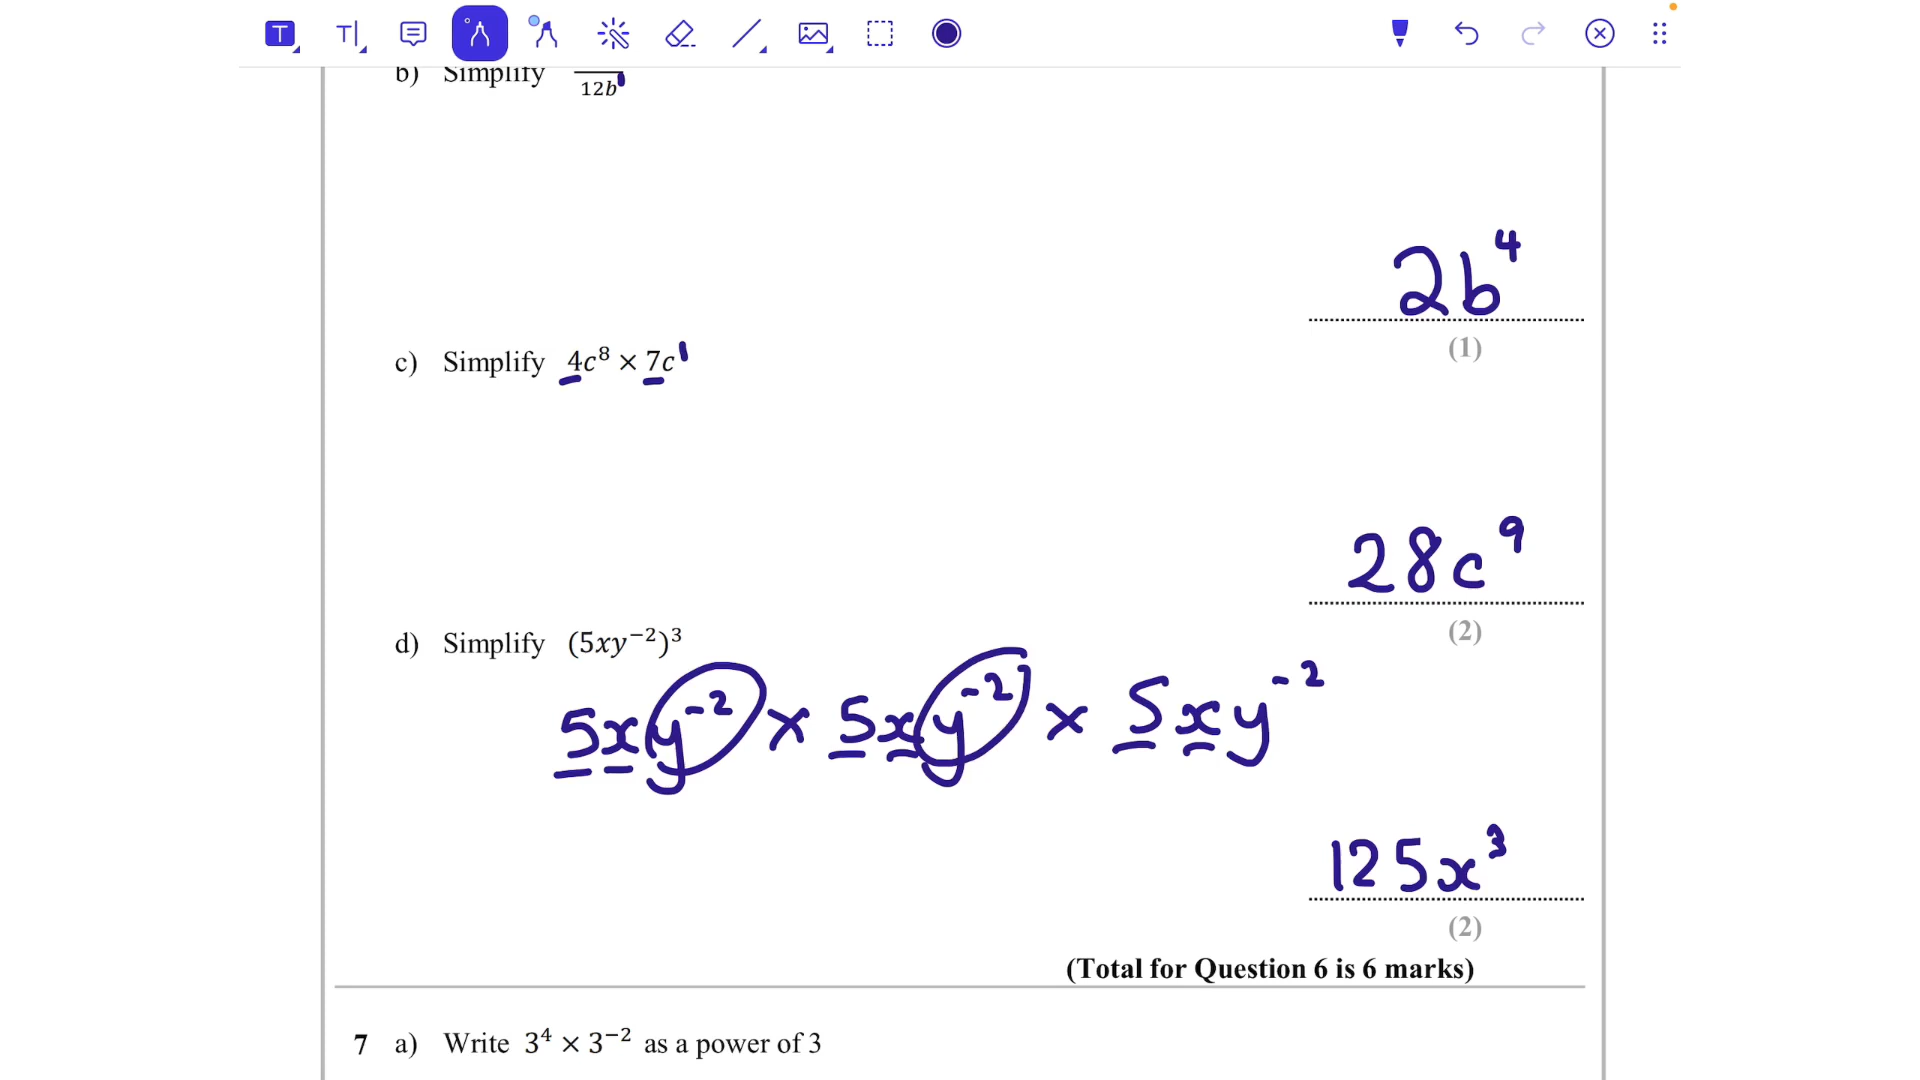 b) Simplify 12b¹
2b⁴
(1)
c) Simplify 4c⁸ × 7c¹
28c⁹
(2)
d) Simplify (5xy⁻²)³
5xy⁻² × 5xy⁻² × 5xy⁻²
125x³
(2)
(Total for Question 6 is 6 marks)
7 a) Write 3⁴ × 3⁻² as a power of 3